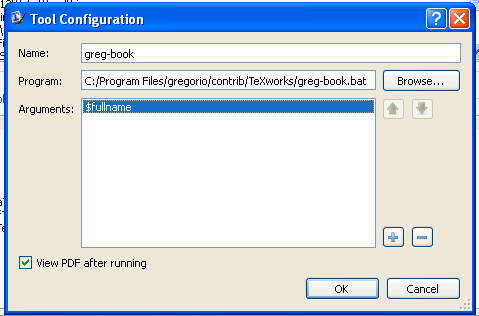 Tool Configuration
Name:
greg-book
Program:
C:/Program Files/gregorio/contrib/TeXworks/greg-book.bat
Browse...
Arguments:
$fullname
View PDF after running
OK
Cancel